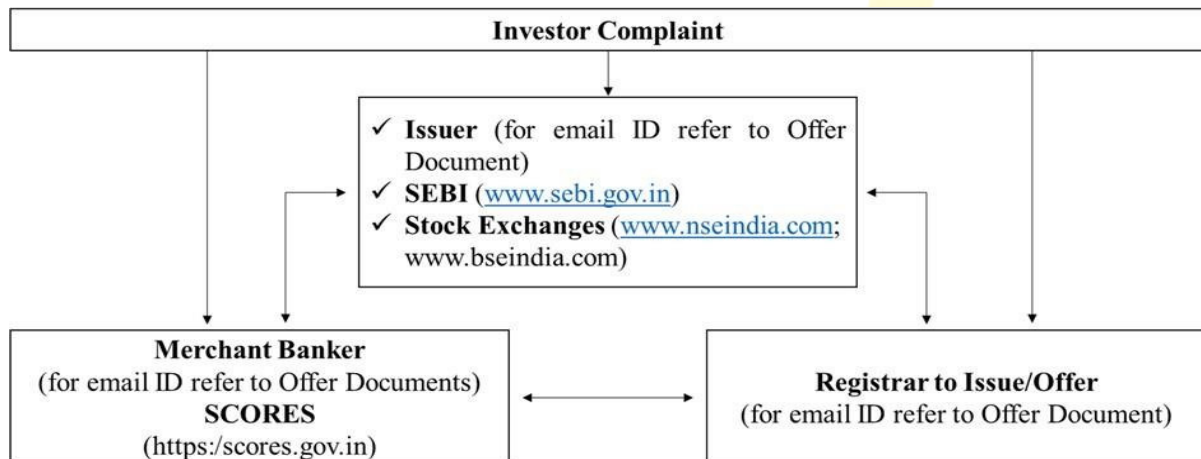 Investor Complaint
✓ Issuer (for email ID refer to Offer
Document)
✓ SEBI (www.sebi.gov.in)
✓ Stock Exchanges (www.nseindia.com;
www.bseindia.com)
Merchant Banker
(for email ID refer to Offer Documents)
SCORES
(https:/scores.gov.in)
Registrar to Issue/Offer
(for email ID refer to Offer Document)